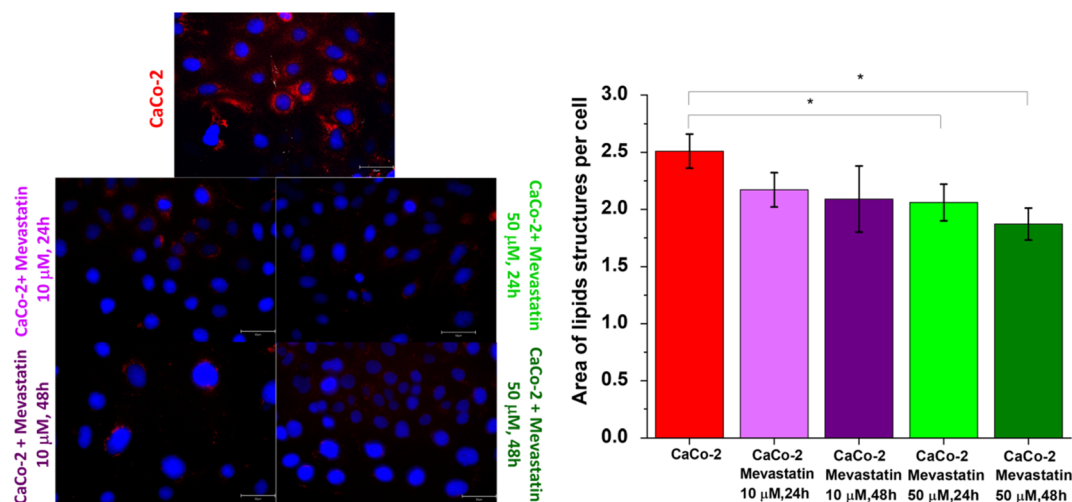 CaCo-2
CaCo-2+ Mevastatin
10 μM, 24h
CaCo-2+ Mevastatin
50 μM, 24h
CaCo-2 + Mevastatin
10 μM, 48h
CaCo-2 + Mevastatin
50 μM, 48h
Area of lipids structures per cell
*
*
2.5
2.0
1.5
1.0
0.5
0.0
CaCo-2
CaCo-2
Mevastatin
10 μM,24h
CaCo-2
Mevastatin
10 μM,48h
CaCo-2
Mevastatin
50 μM,24h
CaCo-2
Mevastatin
50 μM,48h